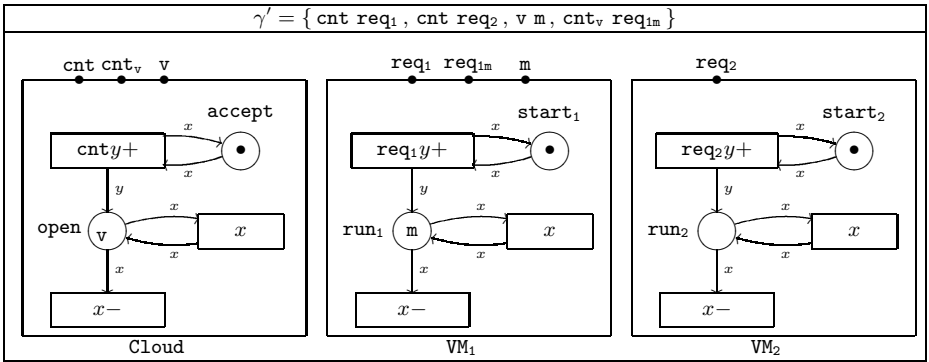 γ′ = { cnt req₁ , cnt req₂ , v m , cntᵥ req₁ₘ }
cnt cntᵥ v req₁ req₁ₘ m req₂
accept start₁ start₂
x x x
cnty+ • req₁y+ • req₂y+ •
x x x
y y y
x x x
open v x run₁ m x run₂ x
x x x
x x x
x− x− x−
Cloud VM₁ VM₂